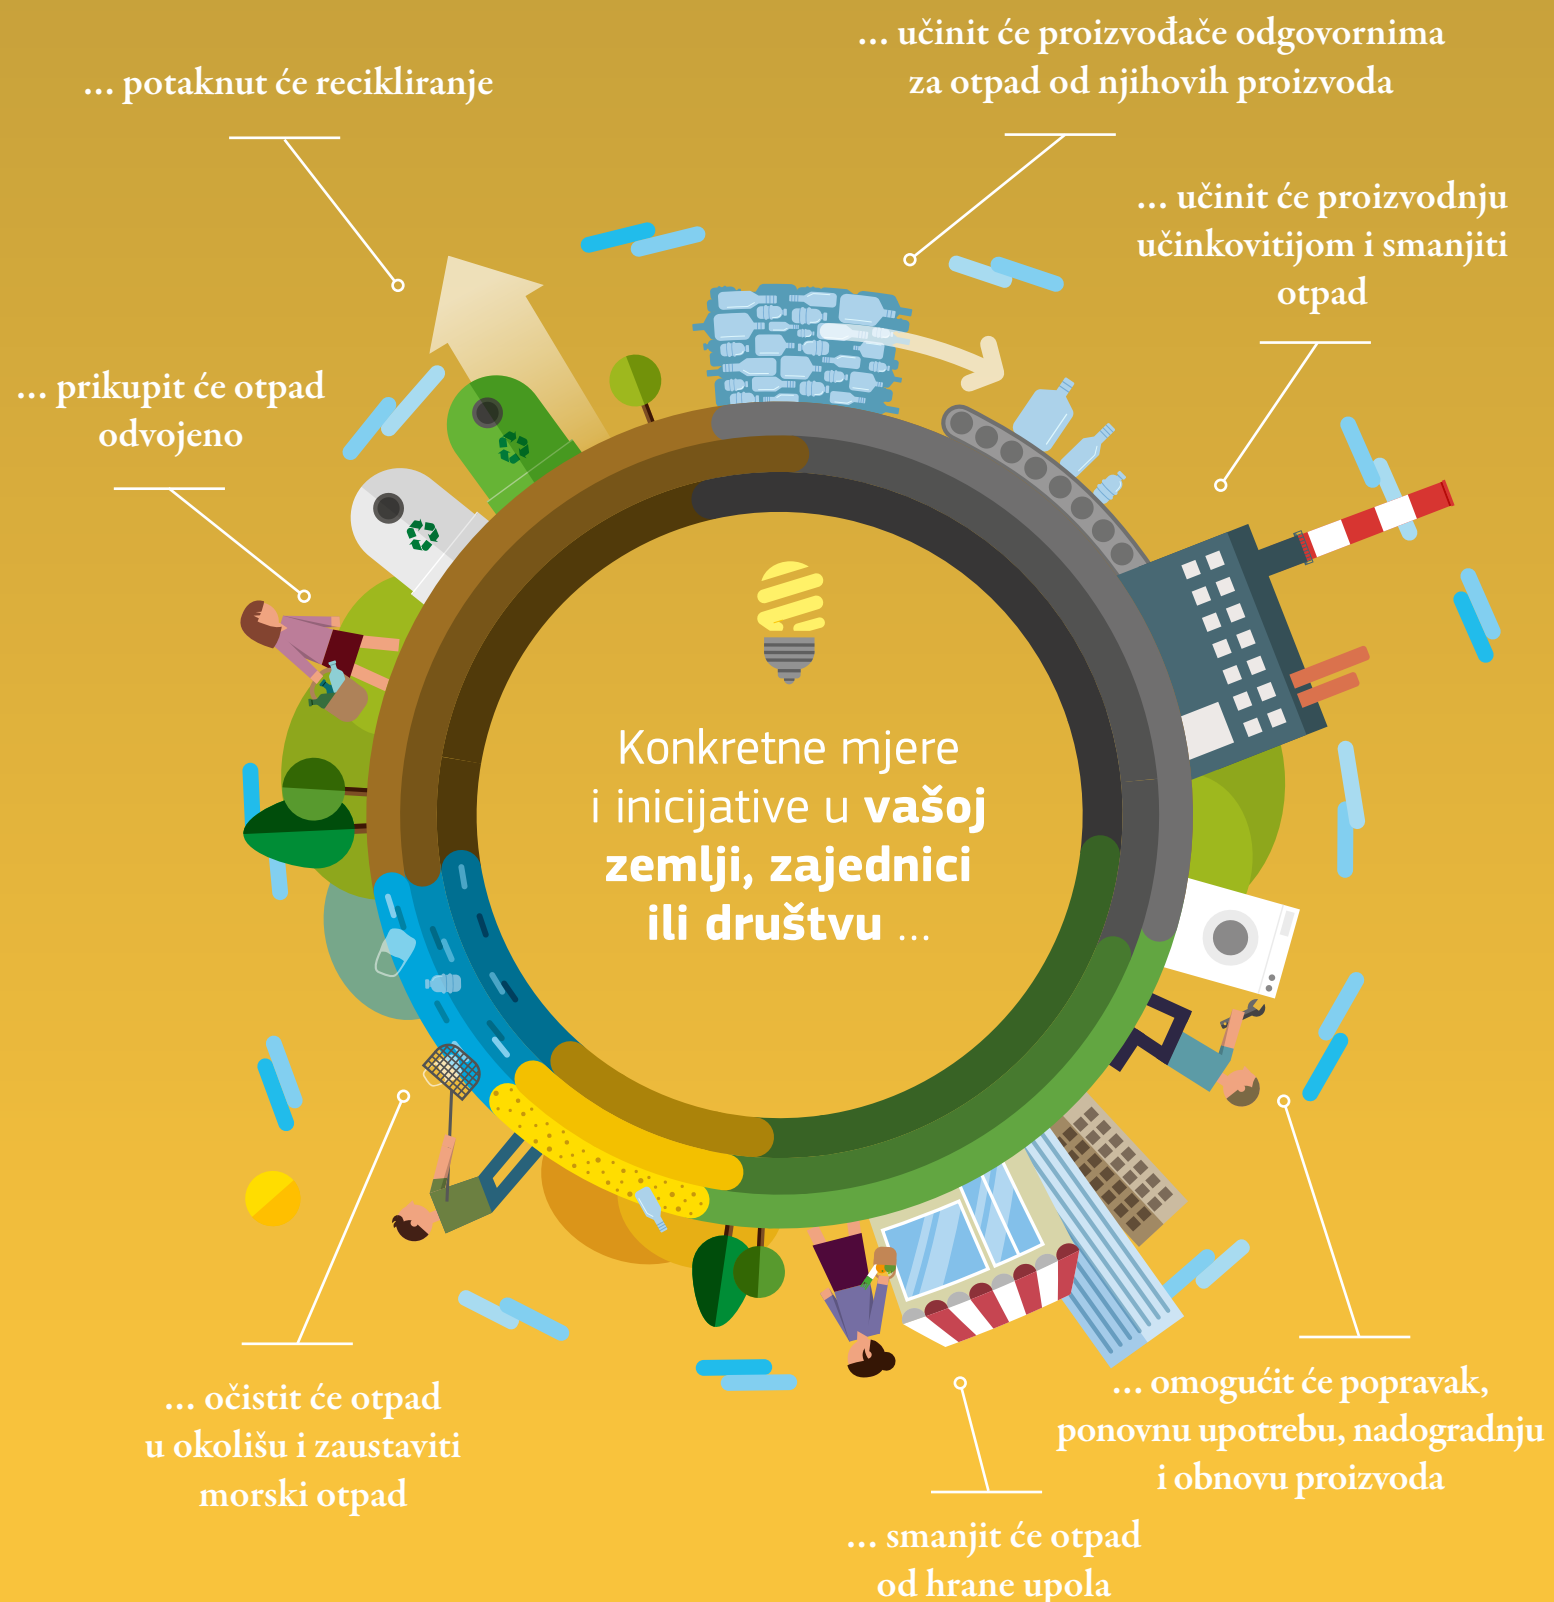 ... potaknut će recikliranje
... učinit će proizvođače odgovornima
za otpad od njihovih proizvoda
... učinit će proizvodnju
učinkovitijom i smanjiti
otpad
... prikupit će otpad
odvojeno
Konkretne mjere
i inicijative u vašoj
zemlji, zajednici
ili društvu ...
... očistit će otpad
u okolišu i zaustaviti
morski otpad
... omogućit će popravak,
ponovnu upotrebu, nadogradnju
i obnovu proizvoda
... smanjit će otpad
od hrane upola